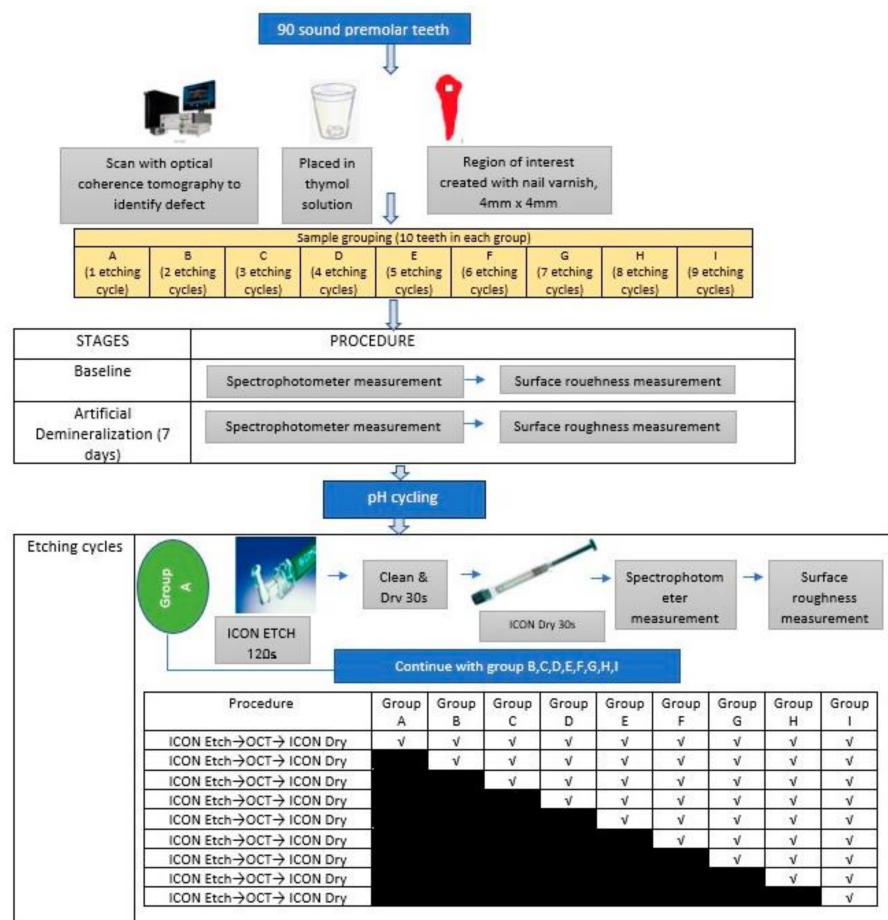 90 sound premolar teeth
Scan with optical
coherence tomography to
identify defect
Placed in
thymol
solution
Region of interest
created with nail varnish,
4mm x 4mm
Sample grouping (10 teeth in each group)
A
(1 etching
cycle)
B
(2 etching
cycles)
C
(3 etching
cycles)
D
(4 etching
cycles)
E
(5 etching
cycles)
F
(6 etching
cycles)
G
(7 etching
cycles)
H
(8 etching
cycles)
I
(9 etching
cycles)
STAGES PROCEDURE
Baseline
Spectrophotometer measurement
Surface roughness measurement
Artificial
Demineralization (7
days)
Spectrophotometer measurement
Surface roughness measurement
pH cycling
Etching cycles
Group
A
ICON ETCH
120s
Clean &
Dry 30s
ICON Dry 30s
Spectrophotom
eter
measurement
Surface
roughness
measurement
Continue with group B,C,D,E,F,G,H,I
Procedure
Group
A
Group
B
Group
C
Group
D
Group
E
Group
F
Group
G
Group
H
Group
I
ICON Etch→OCT→ ICON Dry √ √ √ √ √ √ √ √ √
ICON Etch→OCT→ ICON Dry √ √ √ √ √ √ √ √
ICON Etch→OCT→ ICON Dry √ √ √ √ √ √ √
ICON Etch→OCT→ ICON Dry √ √ √ √ √ √
ICON Etch→OCT→ ICON Dry √ √ √ √ √
ICON Etch→OCT→ ICON Dry √ √ √ √
ICON Etch→OCT→ ICON Dry √ √ √
ICON Etch→OCT→ ICON Dry √ √
ICON Etch→OCT→ ICON Dry √